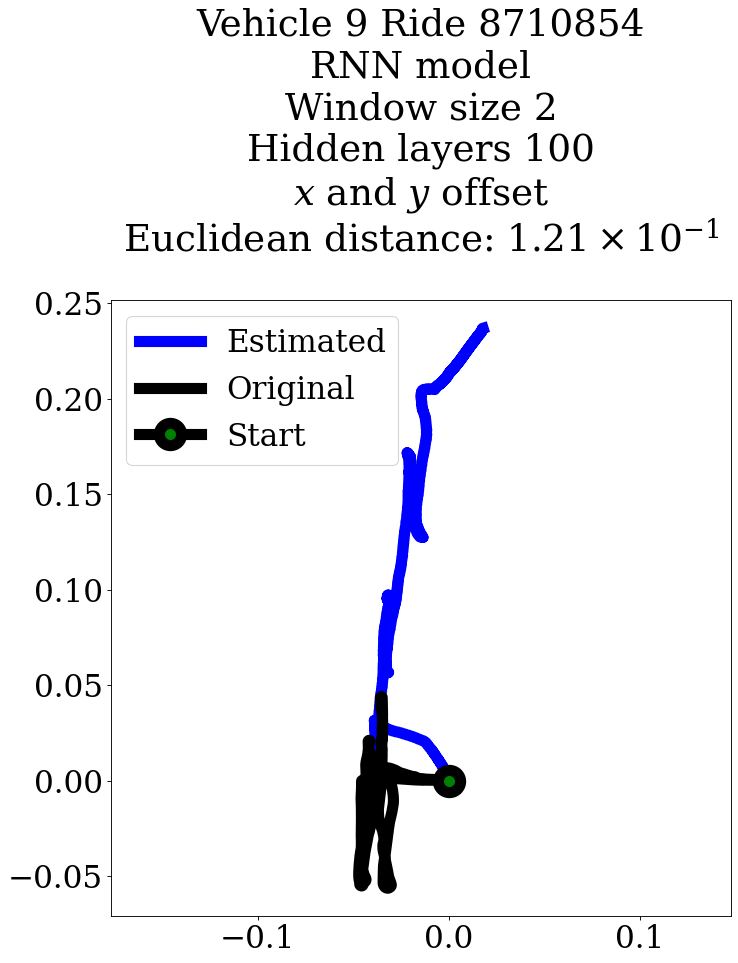 Vehicle 9 Ride 8710854
RNN model
Window size 2
Hidden layers 100
x and y offset
Euclidean distance: 1.21 × 10⁻¹
0.25
Estimated
0.20
Original
Start
0.15
0.10
0.05
0.00
−0.05
−0.1 0.0 0.1